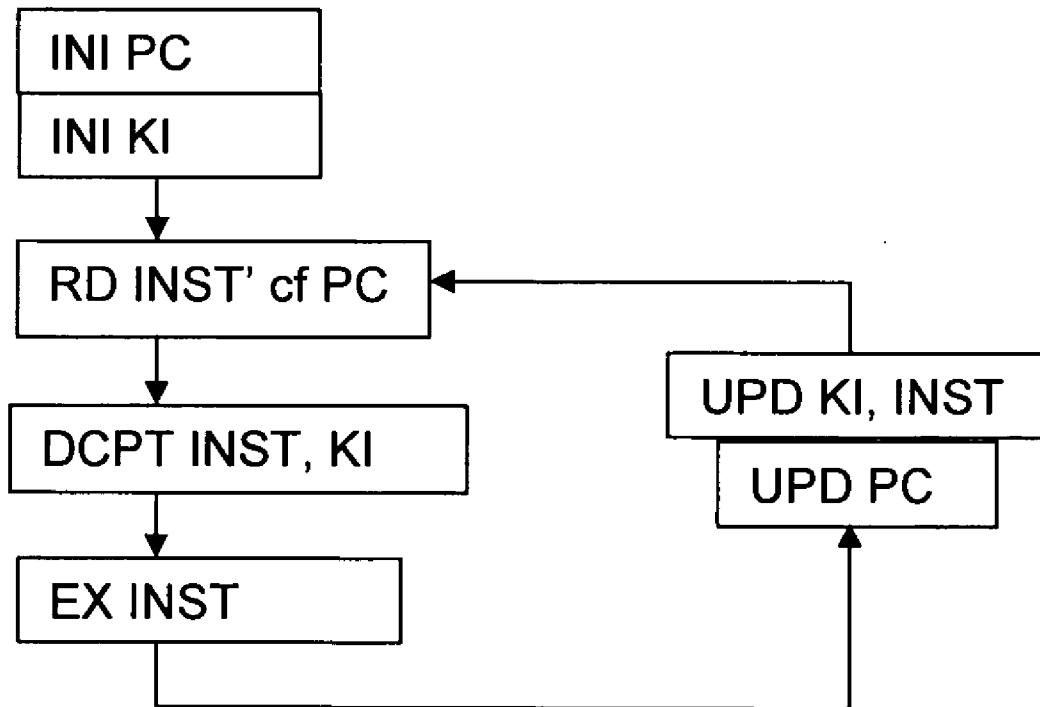 INI PC
INI KI
RD INST’ cf PC
DCPT INST, KI
EX INST
UPD KI, INST
UPD PC